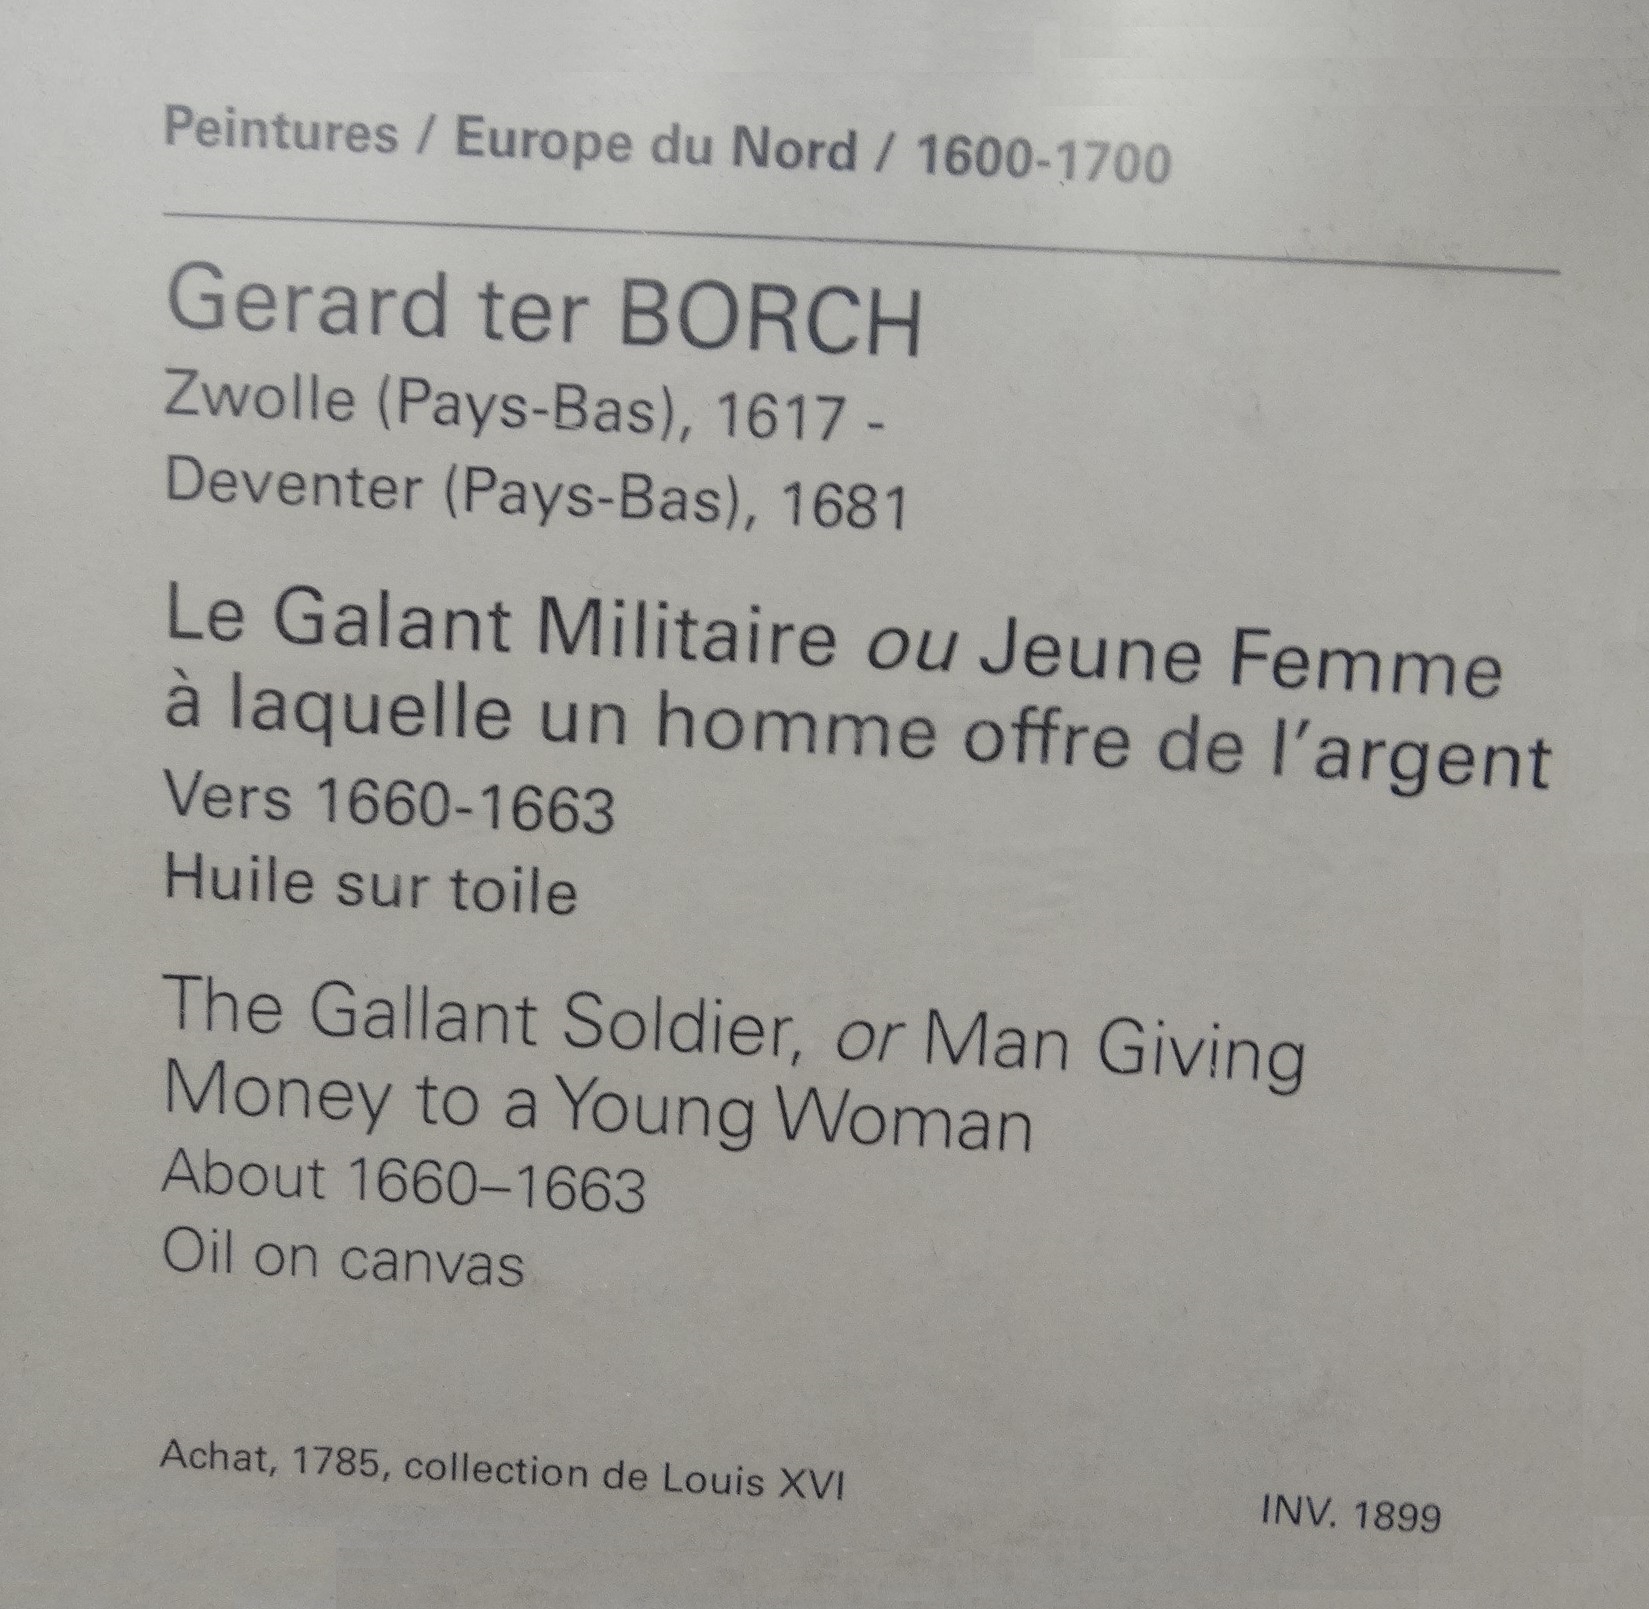 Peintures / Europe du Nord / 1600-1700
Gerard ter BORCH
Zwolle (Pays-Bas), 1617 -
Deventer (Pays-Bas), 1681
Le Galant Militaire ou Jeune Femme
à laquelle un homme offre de l’argent
Vers 1660-1663
Huile sur toile
The Gallant Soldier, or Man Giving
Money to a Young Woman
About 1660–1663
Oil on canvas
Achat, 1785, collection de Louis XVI
INV. 1899